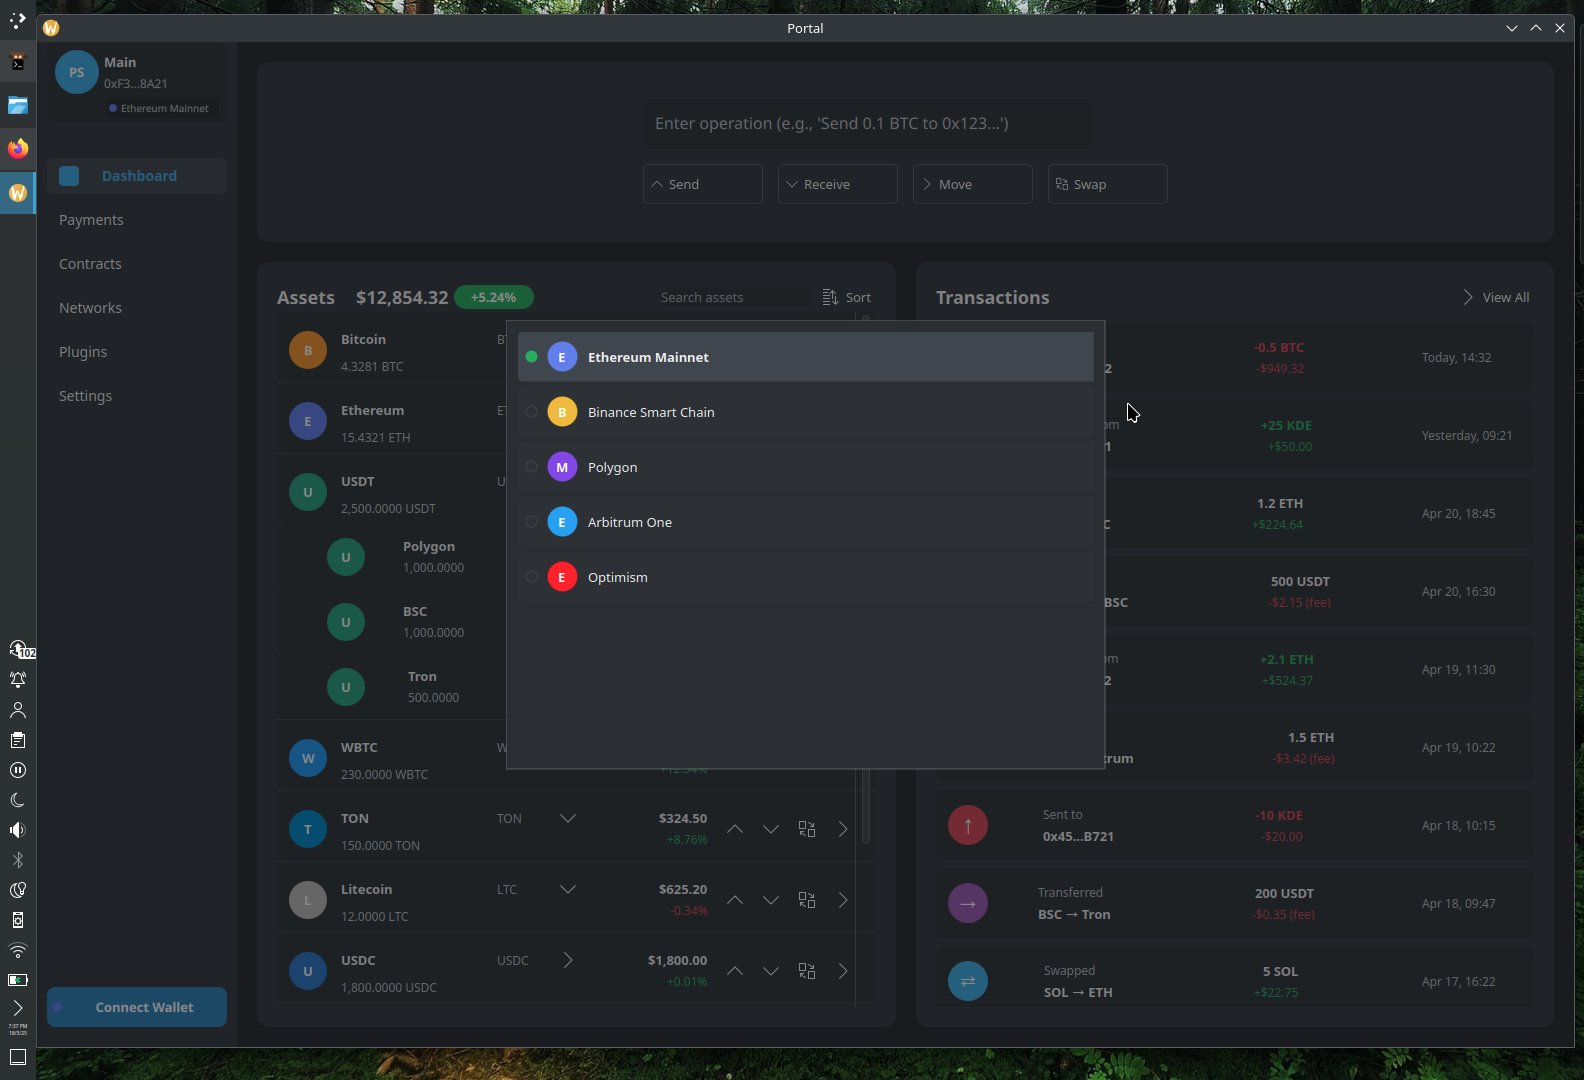 Portal
PS
Main
0xF3...8A21
Ethereum Mainnet
Dashboard
Payments
Contracts
Networks
Plugins
Settings
Connect Wallet
102
7:37 PM
18/5/25
Enter operation (e.g., 'Send 0.1 BTC to 0x123...')
Send
Receive
Move
Swap
Assets
$12,854.32
+5.24%
Search assets
Sort
B
Bitcoin
4.3281 BTC
E
Ethereum
15.4321 ETH
U
USDT
2,500.0000 USDT
U
Polygon
1,000.0000
U
BSC
1,000.0000
U
Tron
500.0000
W
WBTC
230.0000 WBTC
T
TON
150.0000 TON
TON
$324.50
+8.76%
L
Litecoin
12.0000 LTC
LTC
$625.20
-0.34%
U
USDC
1,800.0000 USDC
USDC
$1,800.00
+0.01%
E
Ethereum Mainnet
B
Binance Smart Chain
M
Polygon
E
Arbitrum One
E
Optimism
Transactions
View All
2
-0.5 BTC
-$949.32
Today, 14:32
om
1
+25 KDE
+$50.00
Yesterday, 09:21
C
1.2 ETH
+$224.64
Apr 20, 18:45
BSC
500 USDT
-$2.15 (fee)
Apr 20, 16:30
om
2
+2.1 ETH
+$524.37
Apr 19, 11:30
trum
1.5 ETH
-$3.42 (fee)
Apr 19, 10:22
↑
Sent to
0x45...B721
-10 KDE
-$20.00
Apr 18, 10:15
→
Transferred
BSC → Tron
200 USDT
-$0.35 (fee)
Apr 18, 09:47
⇄
Swapped
SOL → ETH
5 SOL
+$22.75
Apr 17, 16:22